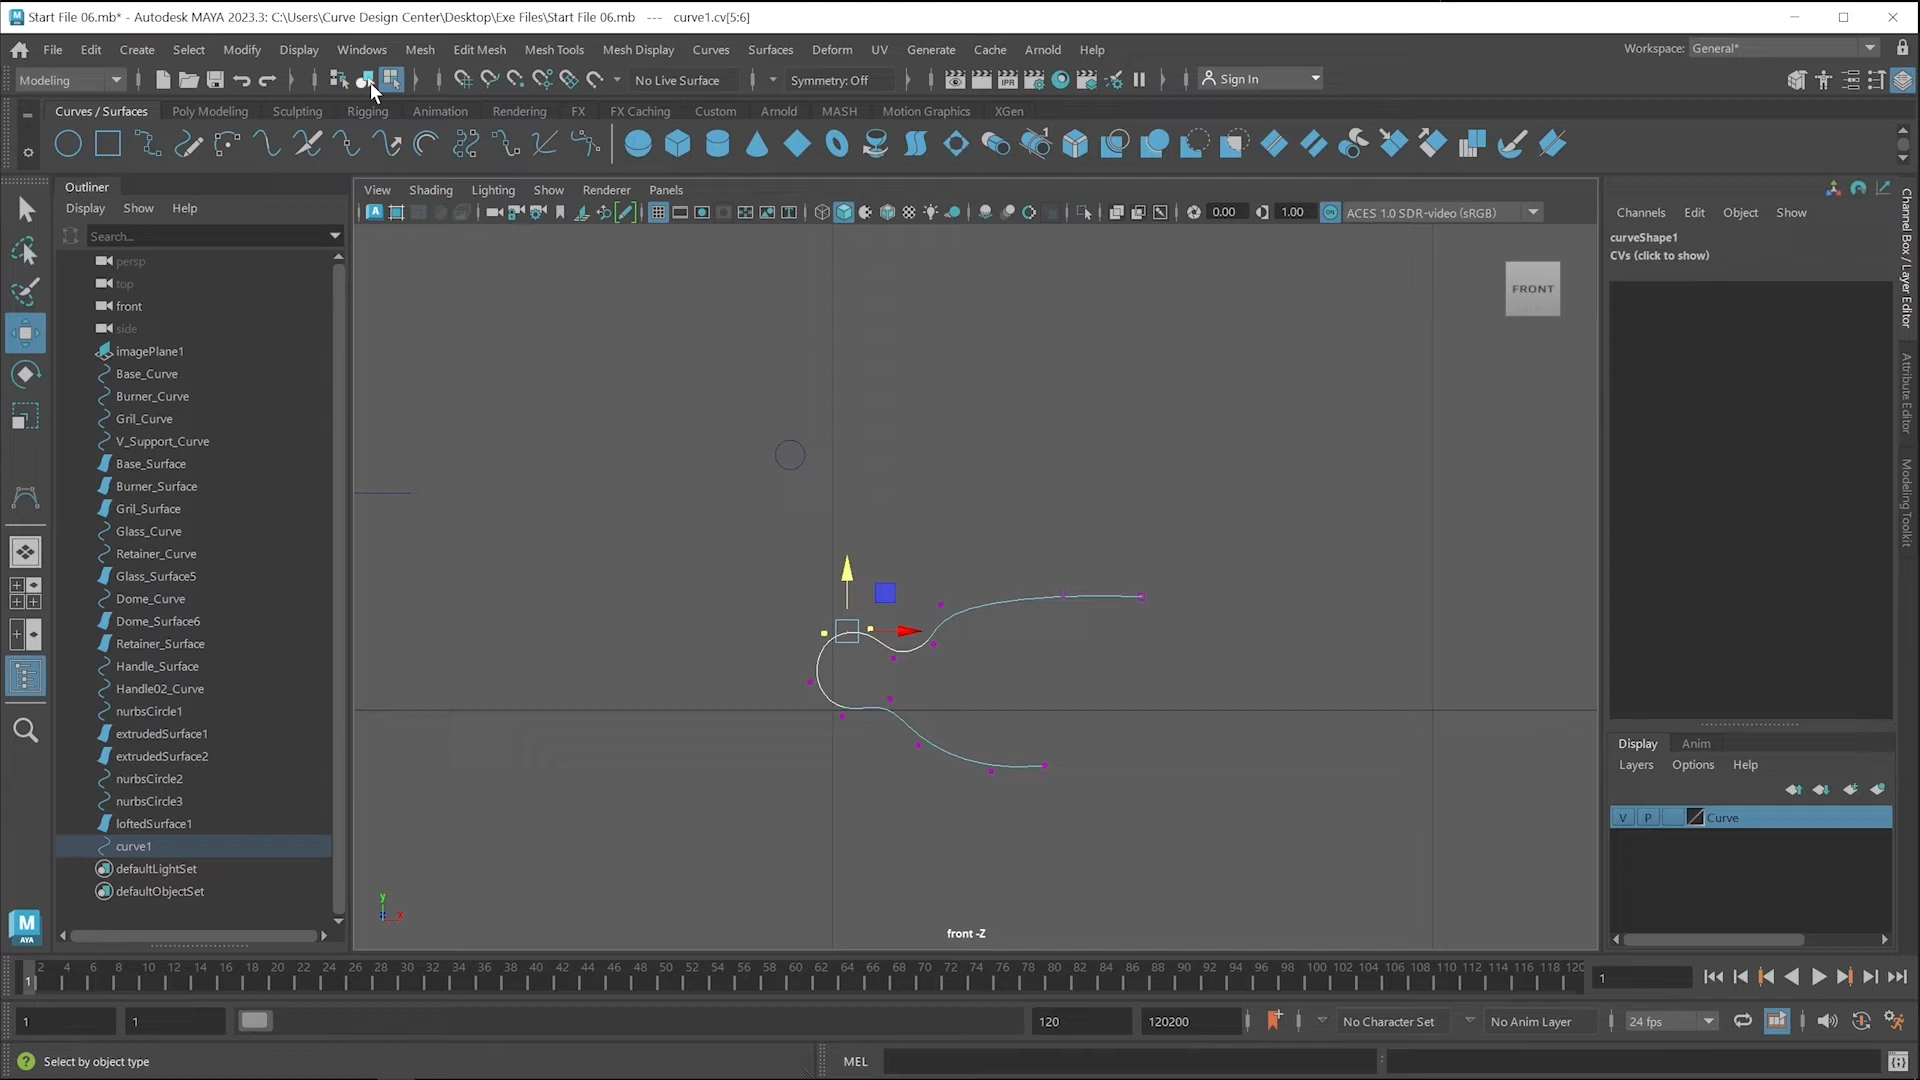 Start File 06.mb* - Autodesk MAYA 2023.3: C:\Users\Curve Design Center\Desktop\Exe Files\Start File 06.mb   ---   curve1.cv[5:6]
File Edit Create Select Modify Display Windows Mesh Edit Mesh Mesh Tools Mesh Display Curves Surfaces Deform UV Generate Cache Arnold Help
Workspace: General*
Modeling
No Live Surface
Symmetry: Off
IPR
Sign In
Curves / Surfaces Poly Modeling Sculpting Rigging Animation Rendering FX FX Caching Custom Arnold MASH Motion Graphics XGen
Outliner
Display Show Help
Search...
persp
top
front
side
imagePlane1
Base_Curve
Burner_Curve
Gril_Curve
V_Support_Curve
Base_Surface
Burner_Surface
Gril_Surface
Glass_Curve
Retainer_Curve
Glass_Surface5
Dome_Curve
Dome_Surface6
Retainer_Surface
Handle_Surface
Handle02_Curve
nurbsCircle1
extrudedSurface1
extrudedSurface2
nurbsCircle2
nurbsCircle3
loftedSurface1
curve1
defaultLightSet
defaultObjectSet
View Shading Lighting Show Renderer Panels
0.00
1.00
ACES 1.0 SDR-video (sRGB)
FRONT
y
x
front -Z
Channels Edit Object Show
curveShape1
CVs (click to show)
Channel Box / Layer Editor
Attribute Editor
Modeling Toolkit
Display Anim
Layers Options Help
V P Curve
M
AYA
1
2 4 6 8 10 12 14 16 18 20 22 24 26 28 30 32 34 36 38 40 42 44 46 48 50 52 54 56 58 60 62 64 66 68 70 72 74 76 78 80 82 84 86 88 90 92 94 96 98 100 102 104 106 108 110 112 114 116 118 120
1
1
1
120
120200
No Character Set
No Anim Layer
24 fps
Select by object type
MEL